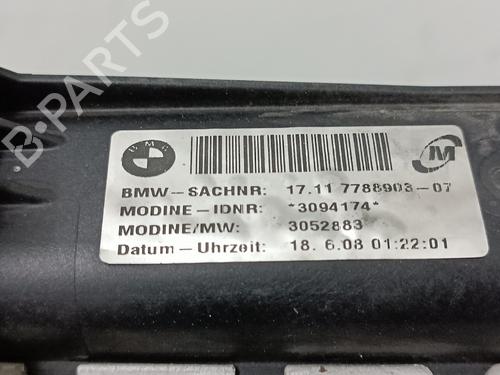 BMW
BMW-SACHNR: 17.11 7788903-07
MODINE-IDNR: *3094174*
MODINE/MW: 3052883
Datum-Uhrzeit: 18. 6.08 01:22:01
M
B-PARTS